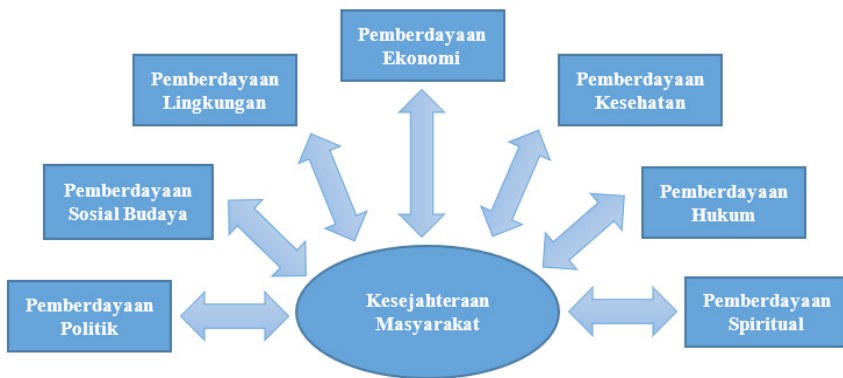 Pemberdayaan
Ekonomi
Pemberdayaan
Lingkungan
Pemberdayaan
Kesehatan
Pemberdayaan
Sosial Budaya
Pemberdayaan
Hukum
Pemberdayaan
Politik
Kesejahteraan
Masyarakat
Pemberdayaan
Spiritual